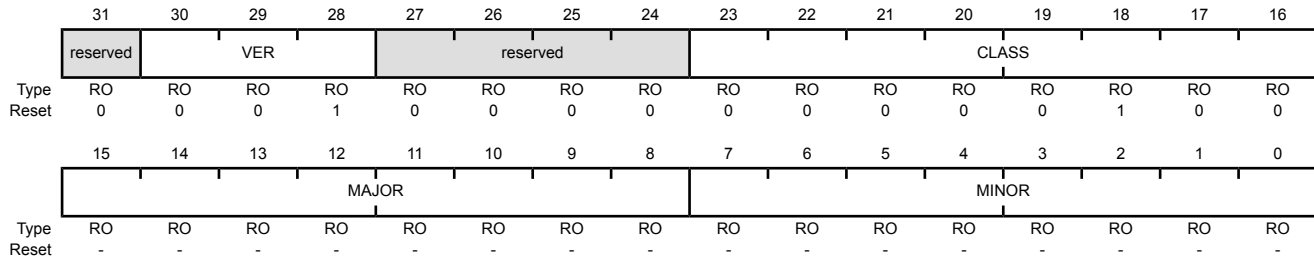 31 30 29 28 27 26 25 24 23 22 21 20 19 18 17 16
reserved VER reserved CLASS
Type RO RO RO RO RO RO RO RO RO RO RO RO RO RO RO RO
Reset 0 0 0 1 0 0 0 0 0 0 0 0 0 1 0 0
15 14 13 12 11 10 9 8 7 6 5 4 3 2 1 0
MAJOR MINOR
Type RO RO RO RO RO RO RO RO RO RO RO RO RO RO RO RO
Reset - - - - - - - - - - - - - - - -